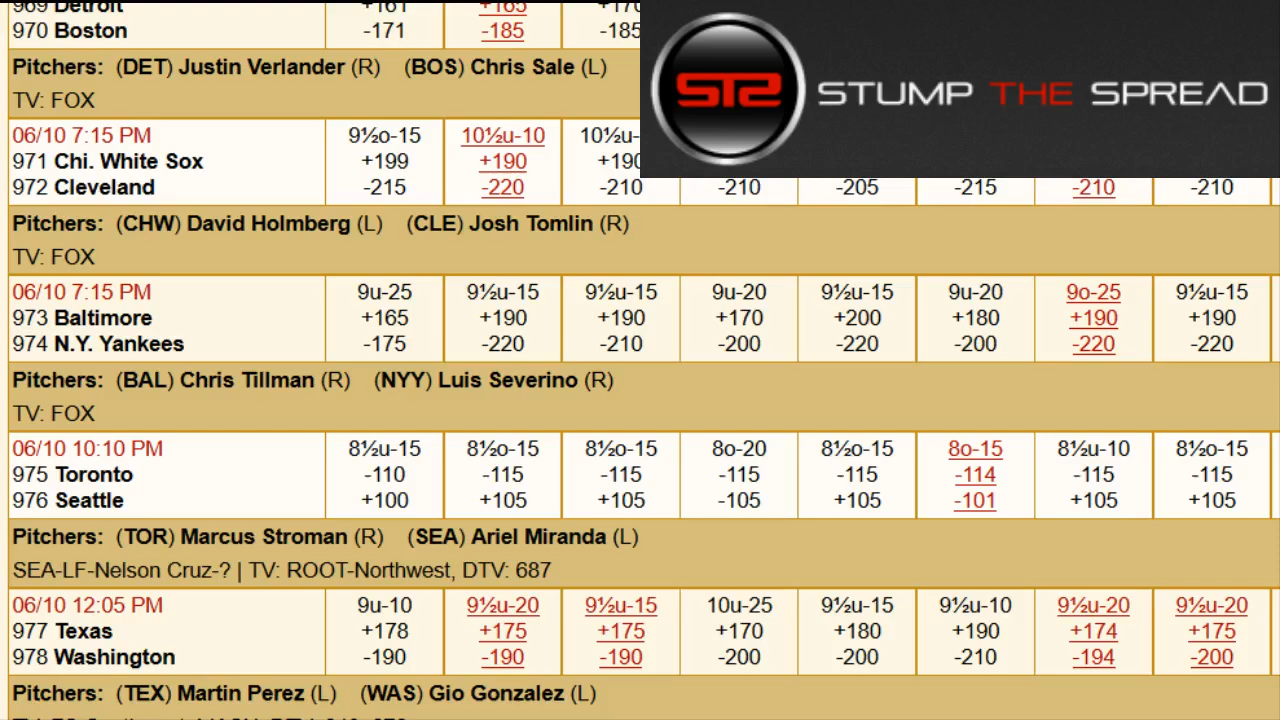 969 Detroit +161 +165 +170
970 Boston -171 -185 -185
Pitchers: (DET) Justin Verlander (R) (BOS) Chris Sale (L)
TV: FOX
STS STUMP THE SPREAD
06/10 7:15 PM 9½o-15 10½u-10 10½u-
971 Chi. White Sox +199 +190 +190
972 Cleveland -215 -220 -210 -210 -205 -215 -210 -210
Pitchers: (CHW) David Holmberg (L) (CLE) Josh Tomlin (R)
TV: FOX
06/10 7:15 PM 9u-25 9½u-15 9½u-15 9u-20 9½u-15 9u-20 9o-25 9½u-15
973 Baltimore +165 +190 +190 +170 +200 +180 +190 +190
974 N.Y. Yankees -175 -220 -210 -200 -220 -200 -220 -220
Pitchers: (BAL) Chris Tillman (R) (NYY) Luis Severino (R)
TV: FOX
06/10 10:10 PM 8½u-15 8½o-15 8½o-15 8o-20 8½o-15 8o-15 8½u-10 8½o-15
975 Toronto -110 -115 -115 -115 -115 -114 -115 -115
976 Seattle +100 +105 +105 -105 +105 -101 +105 +105
Pitchers: (TOR) Marcus Stroman (R) (SEA) Ariel Miranda (L)
SEA-LF-Nelson Cruz-? | TV: ROOT-Northwest, DTV: 687
06/10 12:05 PM 9u-10 9½u-20 9½u-15 10u-25 9½u-15 9½u-10 9½u-20 9½u-20
977 Texas +178 +175 +175 +170 +180 +190 +174 +175
978 Washington -190 -190 -190 -200 -200 -210 -194 -200
Pitchers: (TEX) Martin Perez (L) (WAS) Gio Gonzalez (L)